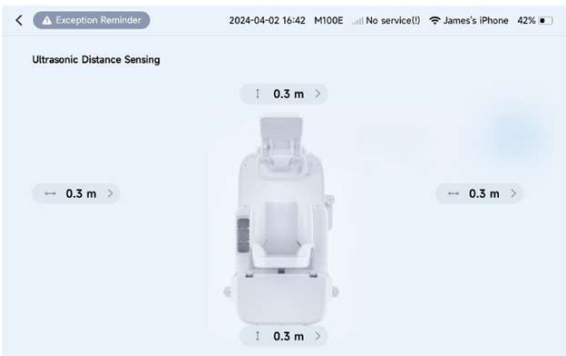 Exception Reminder 2024-04-02 16:42 M100E No service(!) James's iPhone 42%
Ultrasonic Distance Sensing
0.3 m
0.3 m
0.3 m
0.3 m